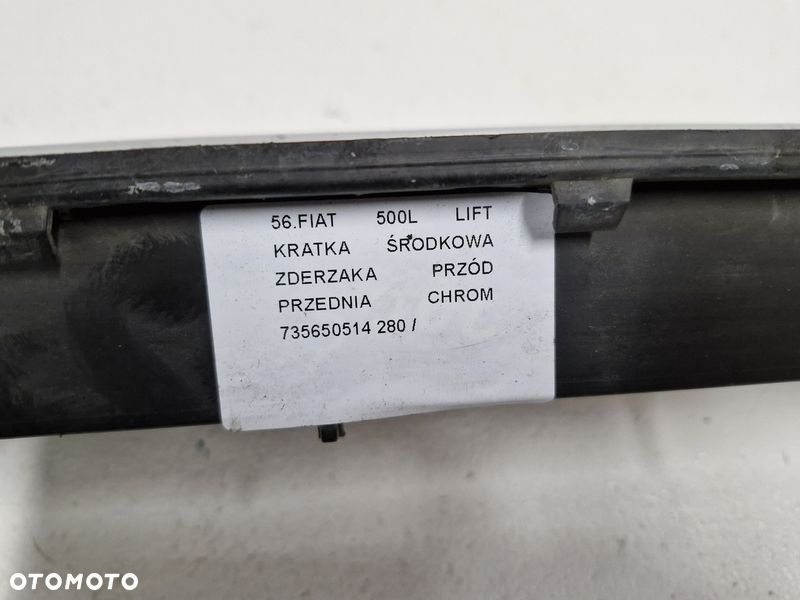 56.FIAT 500L LIFT
KRATKA ŚRODKOWA
ZDERZAKA PRZÓD
PRZEDNIA CHROM
735650514 280 /
OTOMOTO